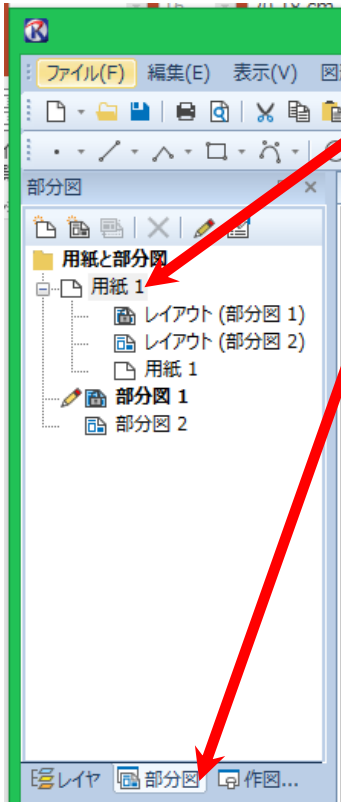 ファイル(F) 編集(E) 表示(V)
部分図
用紙と部分図
用紙 1
レイアウト (部分図 1)
レイアウト (部分図 2)
用紙 1
部分図 1
部分図 2
レイヤ 部分図 作図...